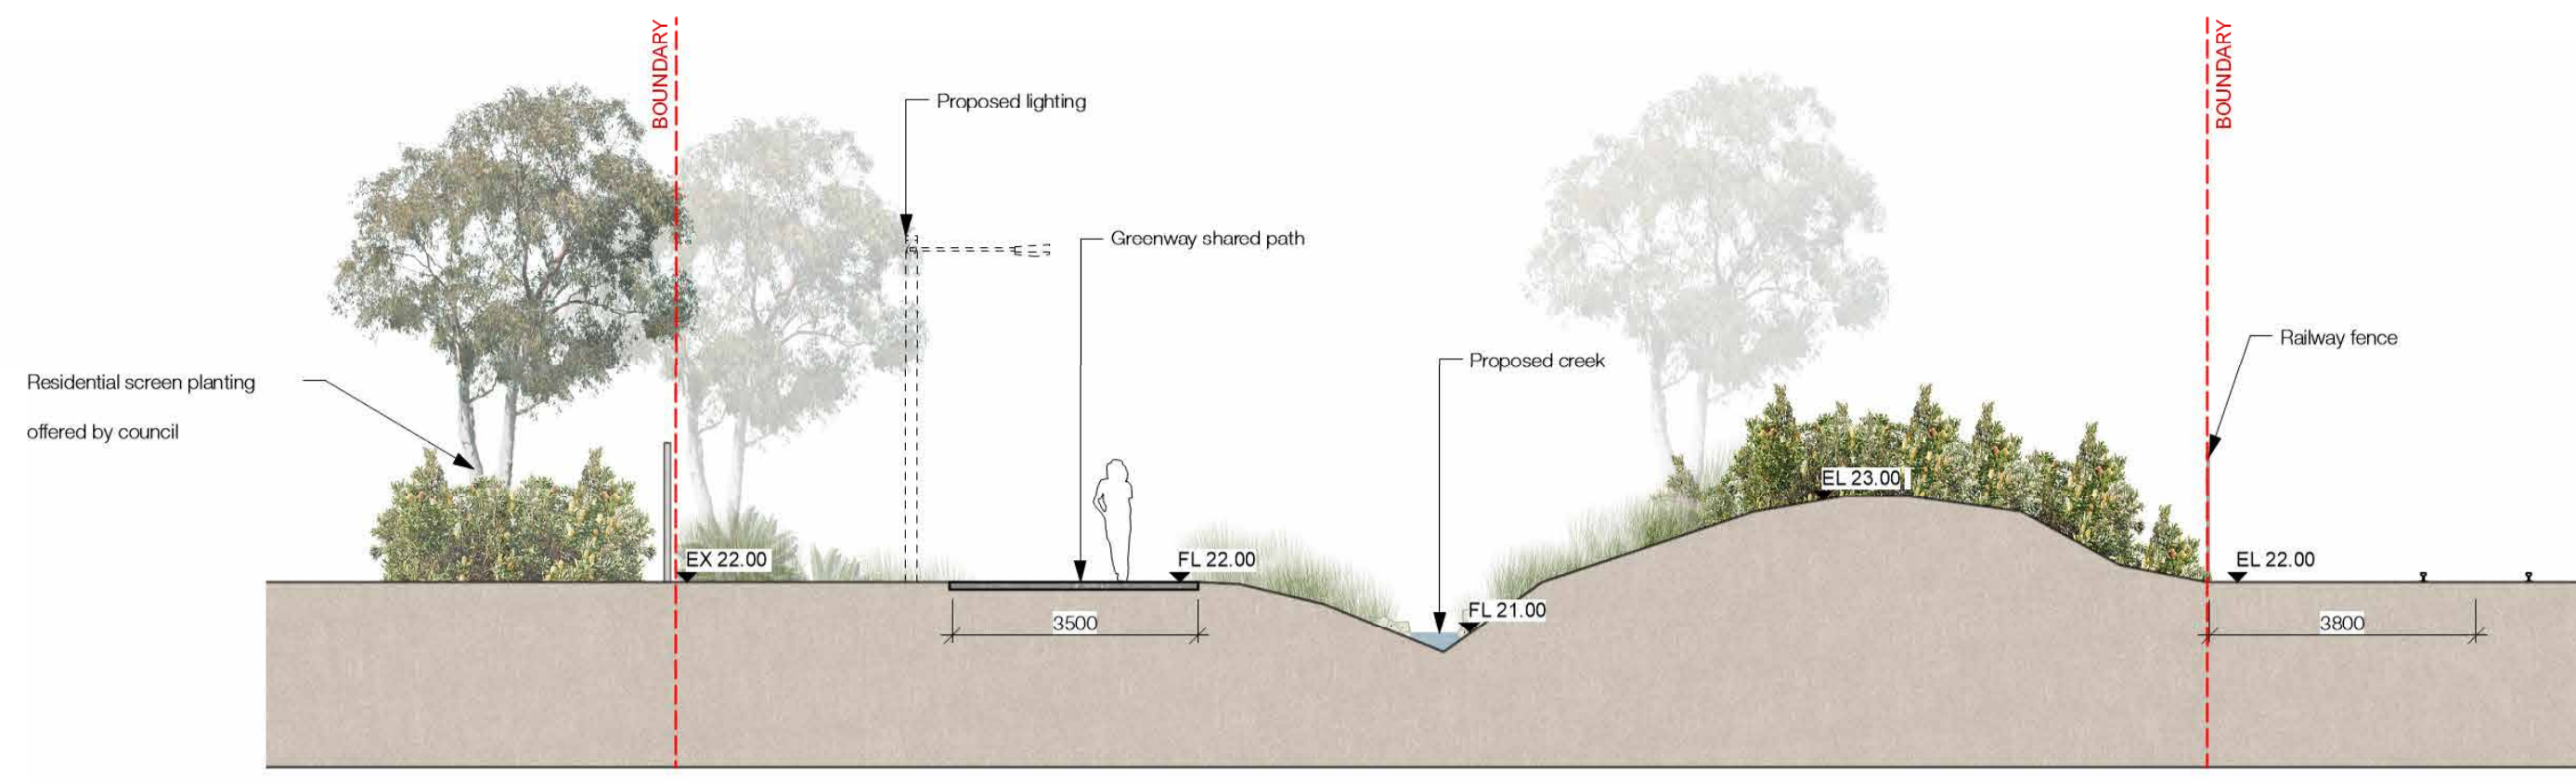 BOUNDARY
BOUNDARY
Proposed lighting
Greenway shared path
Railway fence
Proposed creek
Residential screen planting
offered by council
EL 23.00
EX 22.00
FL 22.00
EL 22.00
FL 21.00
3500
3800